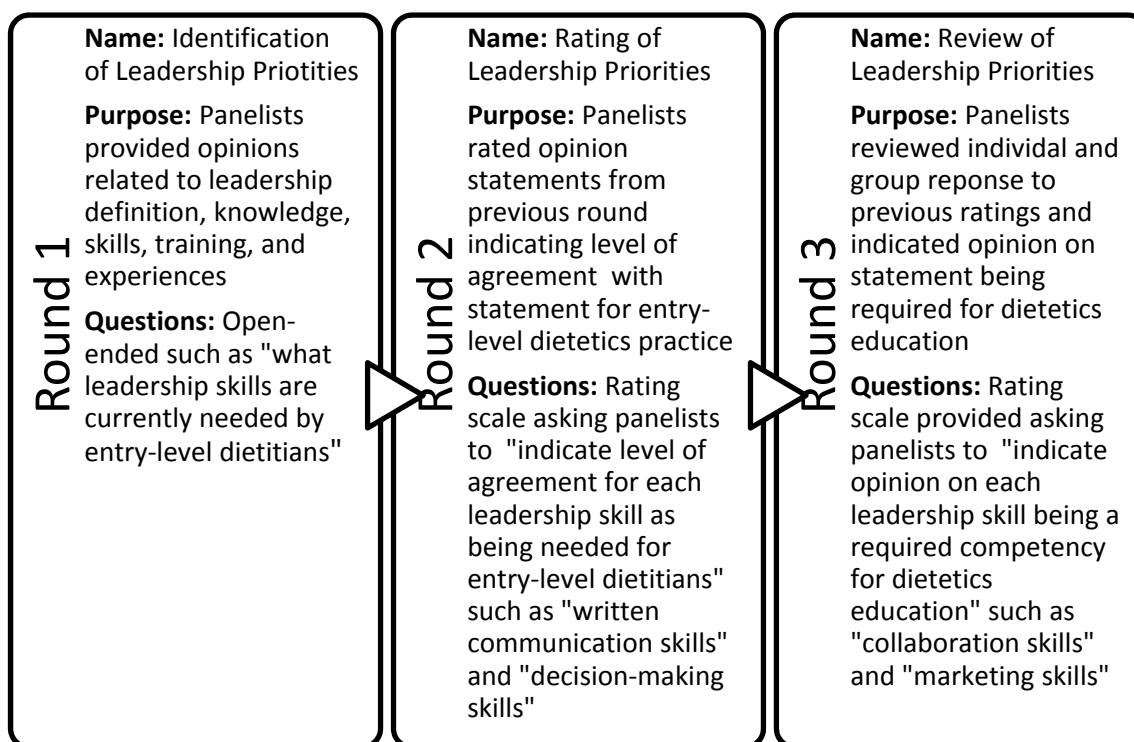 Round 1
Name: Identification
of Leadership Priotities
Purpose: Panelists
provided opinions
related to leadership
definition, knowledge,
skills, training, and
experiences
Questions: Open-
ended such as "what
leadership skills are
currently needed by
entry-level dietitians"
Round 2
Name: Rating of
Leadership Priorities
Purpose: Panelists
rated opinion
statements from
previous round
indicating level of
agreement with
statement for entry-
level dietetics practice
Questions: Rating
scale asking panelists
to "indicate level of
agreement for each
leadership skill as
being needed for
entry-level dietitians"
such as "written
communication skills"
and "decision-making
skills"
Round 3
Name: Review of
Leadership Priorities
Purpose: Panelists
reviewed individal and
group reponse to
previous ratings and
indicated opinion on
statement being
required for dietetics
education
Questions: Rating
scale provided asking
panelists to "indicate
opinion on each
leadership skill being a
required competency
for dietetics
education" such as
"collaboration skills"
and "marketing skills"